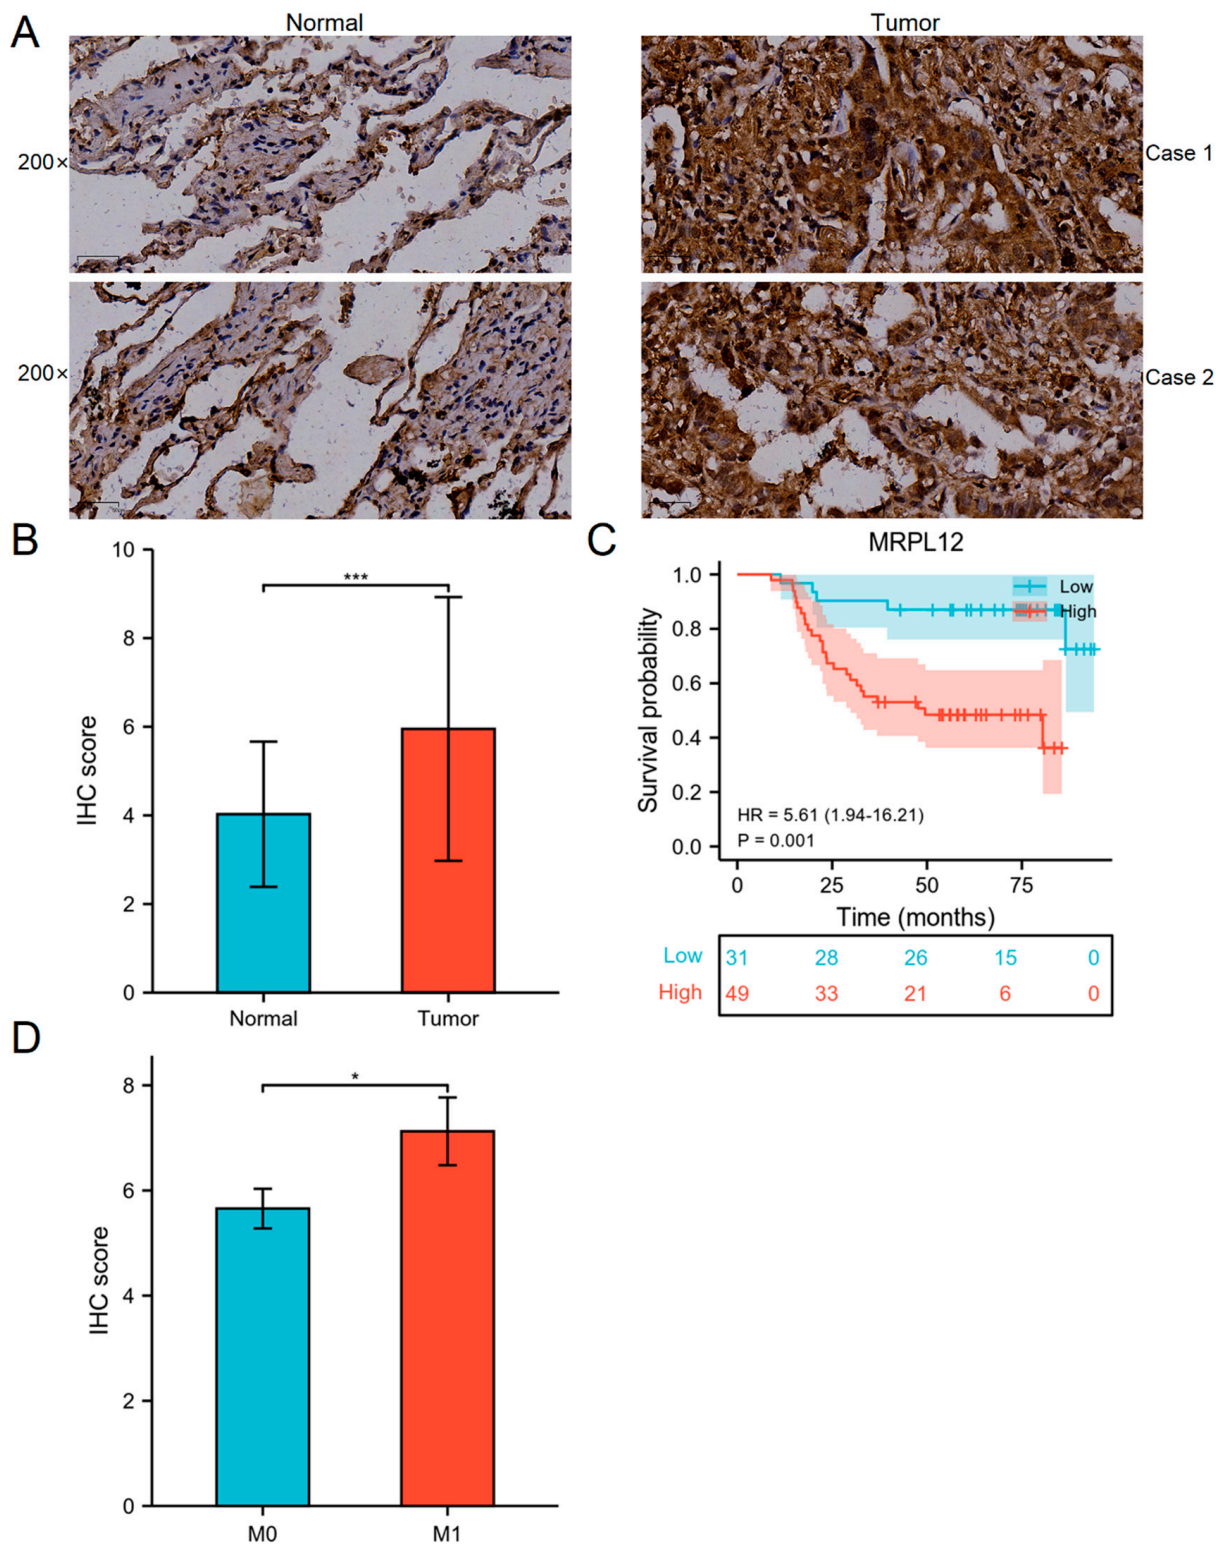 A
Normal
Tumor
200×
Case 1
200×
Case 2
B
10
8
6
4
2
0
IHC score
***
Normal
Tumor
C
MRPL12
1.0
0.8
0.6
0.4
0.2
0.0
Survival probability
Low
High
HR = 5.61 (1.94-16.21)
P = 0.001
0 25 50 75
Time (months)
Low 31 28 26 15 0
High 49 33 21 6 0
D
8
6
4
2
0
IHC score
*
M0
M1